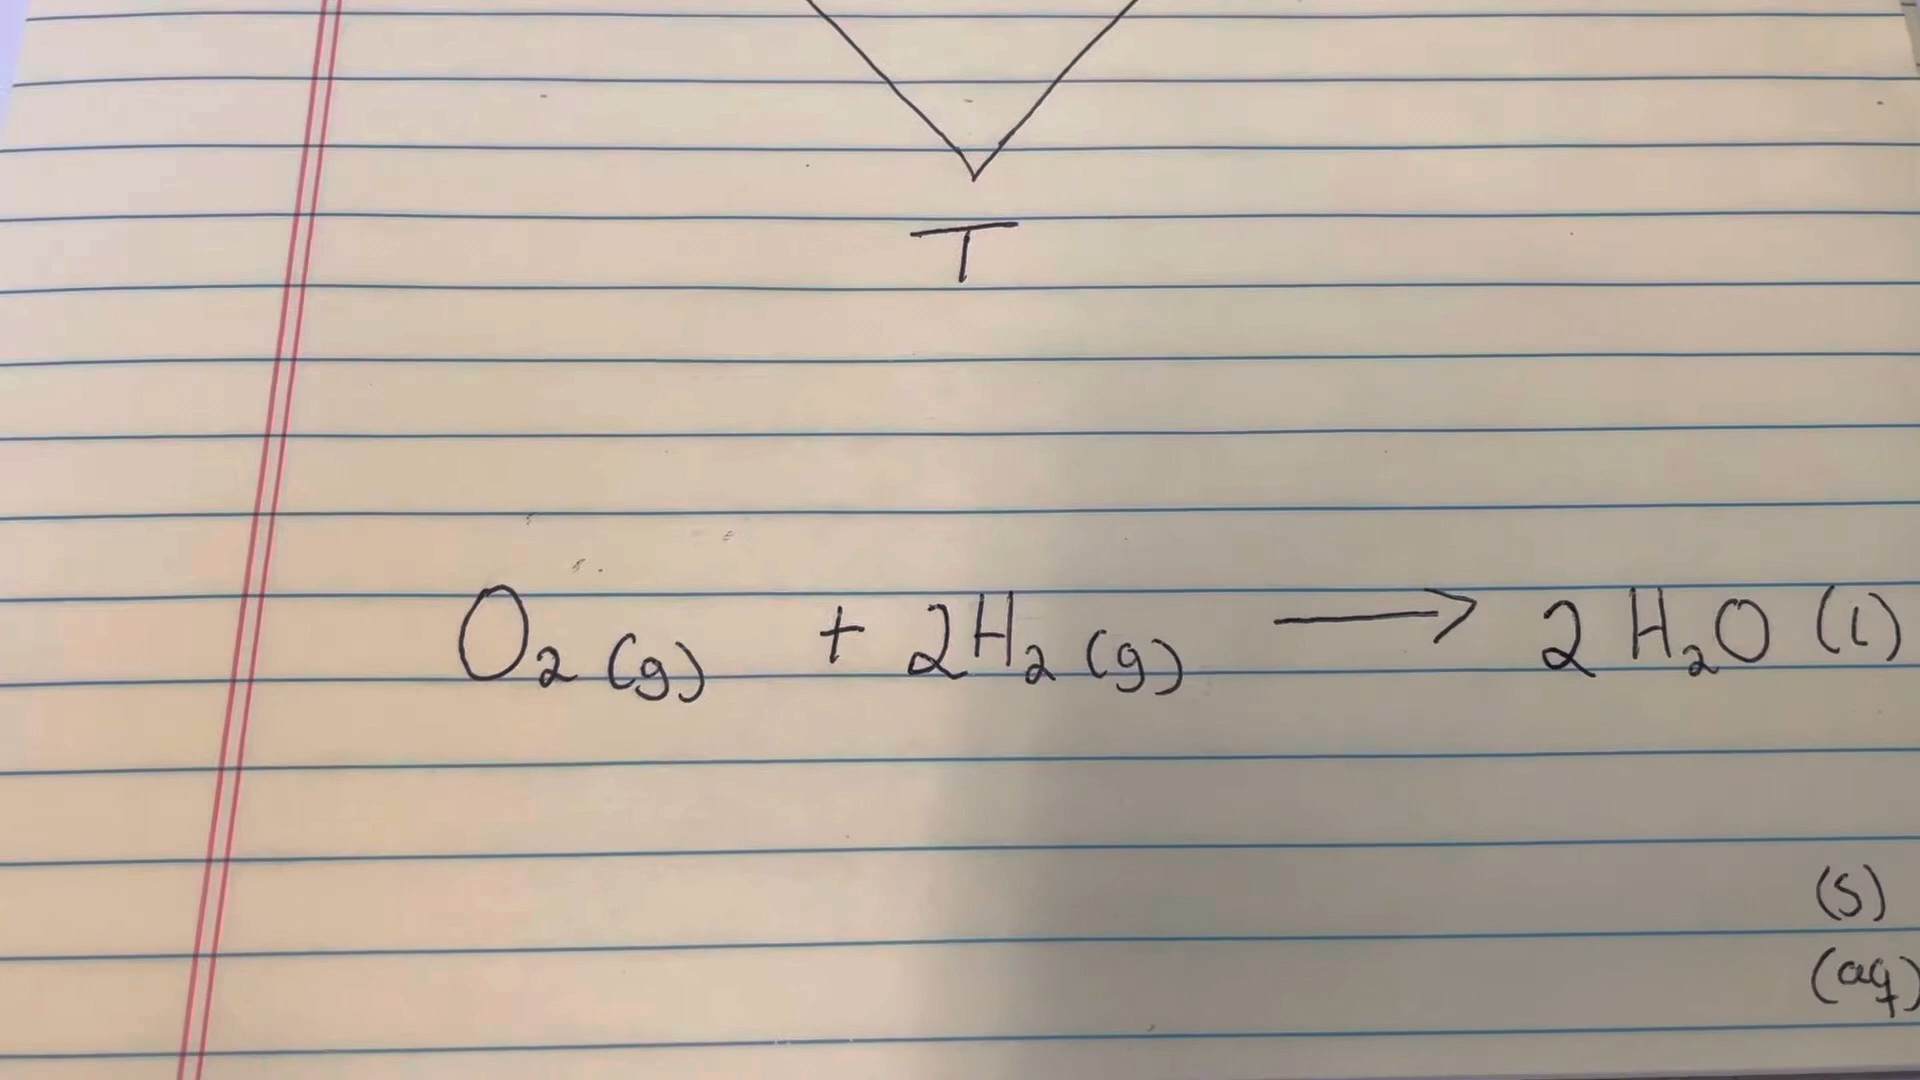 T
O₂ (g) + 2H₂ (g) → 2 H₂O (l)
(s)
(aq)